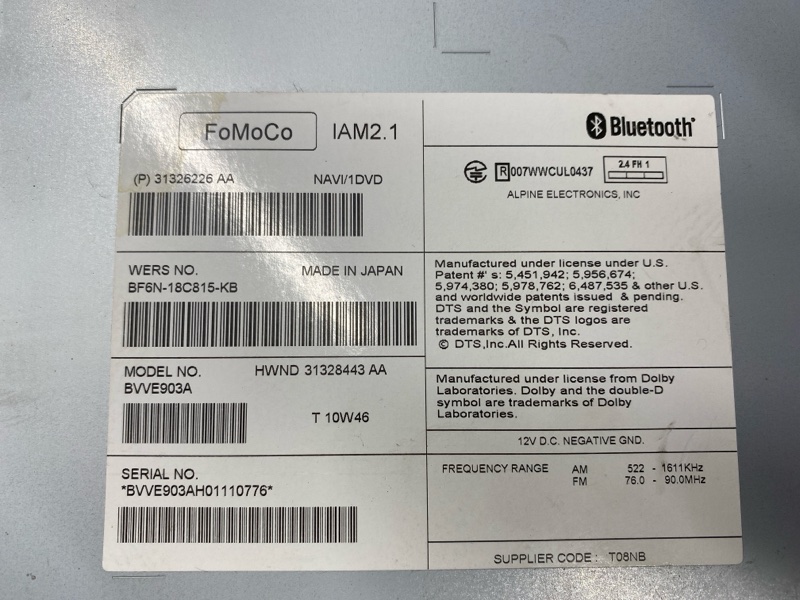 FoMoCo IAM2.1
(P) 31326226 AA NAVI/1DVD
WERS NO. MADE IN JAPAN
BF6N-18C815-KB
MODEL NO. HWND 31328443 AA
BVVE903A
T 10W46
SERIAL NO.
*BVVE903AH01110776*
Bluetooth
R 007WWCUL0437 2.4 FH 1
ALPINE ELECTRONICS, INC
Manufactured under license under U.S.
Patent #' s: 5,451,942; 5,956,674;
5,974,380; 5,978,762; 6,487,535 & other U.S.
and worldwide patents issued & pending.
DTS and the Symbol are registered
trademarks & the DTS logos are
trademarks of DTS, Inc.
© DTS,Inc.All Rights Reserved.
Manufactured under license from Dolby
Laboratories. Dolby and the double-D
symbol are trademarks of Dolby
Laboratories.
12V D.C. NEGATIVE GND.
FREQUENCY RANGE AM 522 - 1611KHz
FM 76.0 - 90.0MHz
SUPPLIER CODE : T08NB